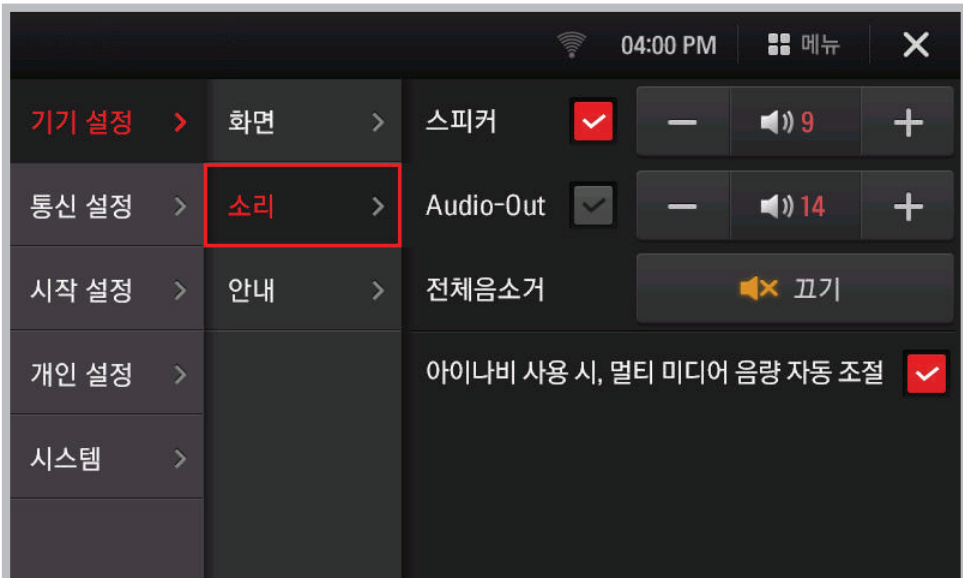 04:00 PM 메뉴
기기 설정
통신 설정
시작 설정
개인 설정
시스템
화면
소리
안내
스피커 9
Audio-Out 14
전체음소거 끄기
아이나비 사용 시, 멀티 미디어 음량 자동 조절